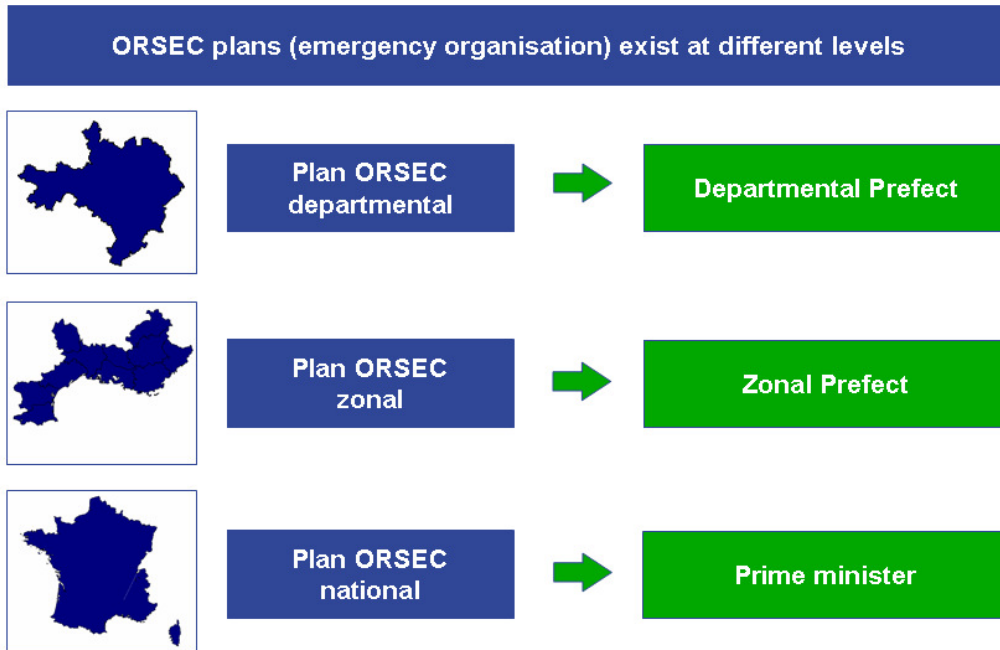 ORSEC plans (emergency organisation) exist at different levels
Plan ORSEC
departmental
Departmental Prefect
Plan ORSEC
zonal
Zonal Prefect
Plan ORSEC
national
Prime minister